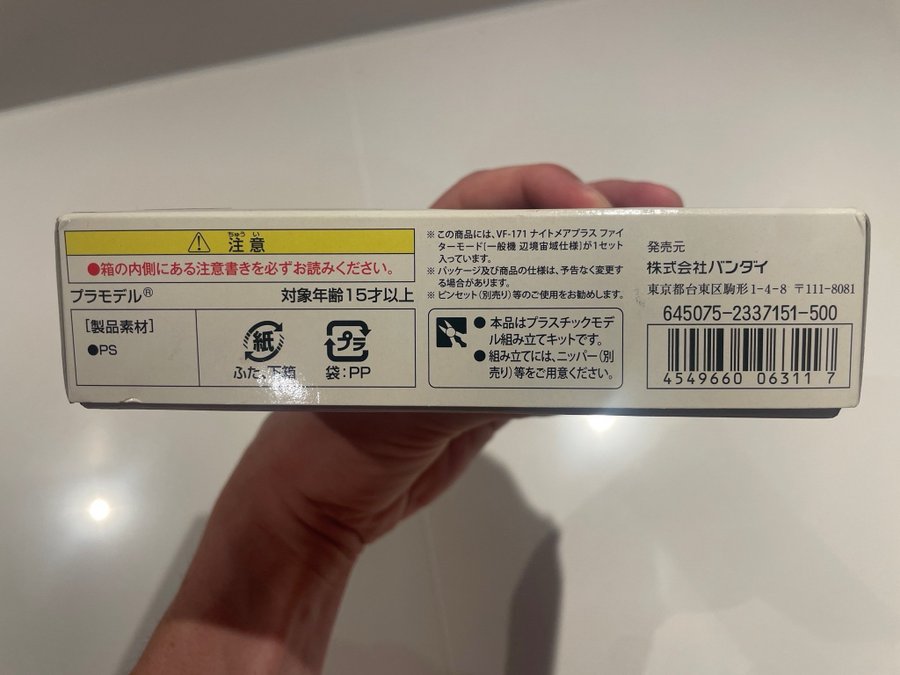 ちゅう い
注 意
●箱の内側にある注意書きを必ずお読みください。
プラモデル®
対象年齢15才以上
[製品素材]
●PS
紙
ふた、下箱
プラ
袋:PP
※この商品には、VF-171 ナイトメアプラス ファイ
ターモード(一般機 辺境宙域仕様)が1セット
入っています。
※パッケージ及び商品の仕様は、予告なく変更す
る場合があります。
※ピンセット(別売り)等のご使用をお勧めします。
●本品はプラスチックモデ
ル組み立てキットです。
●組み立てには、ニッパー(別
売り)等をご用意ください。
発売元
株式会社バンダイ
東京都台東区駒形1-4-8 〒111-8081
645075-2337151-500
4549660 06311 7